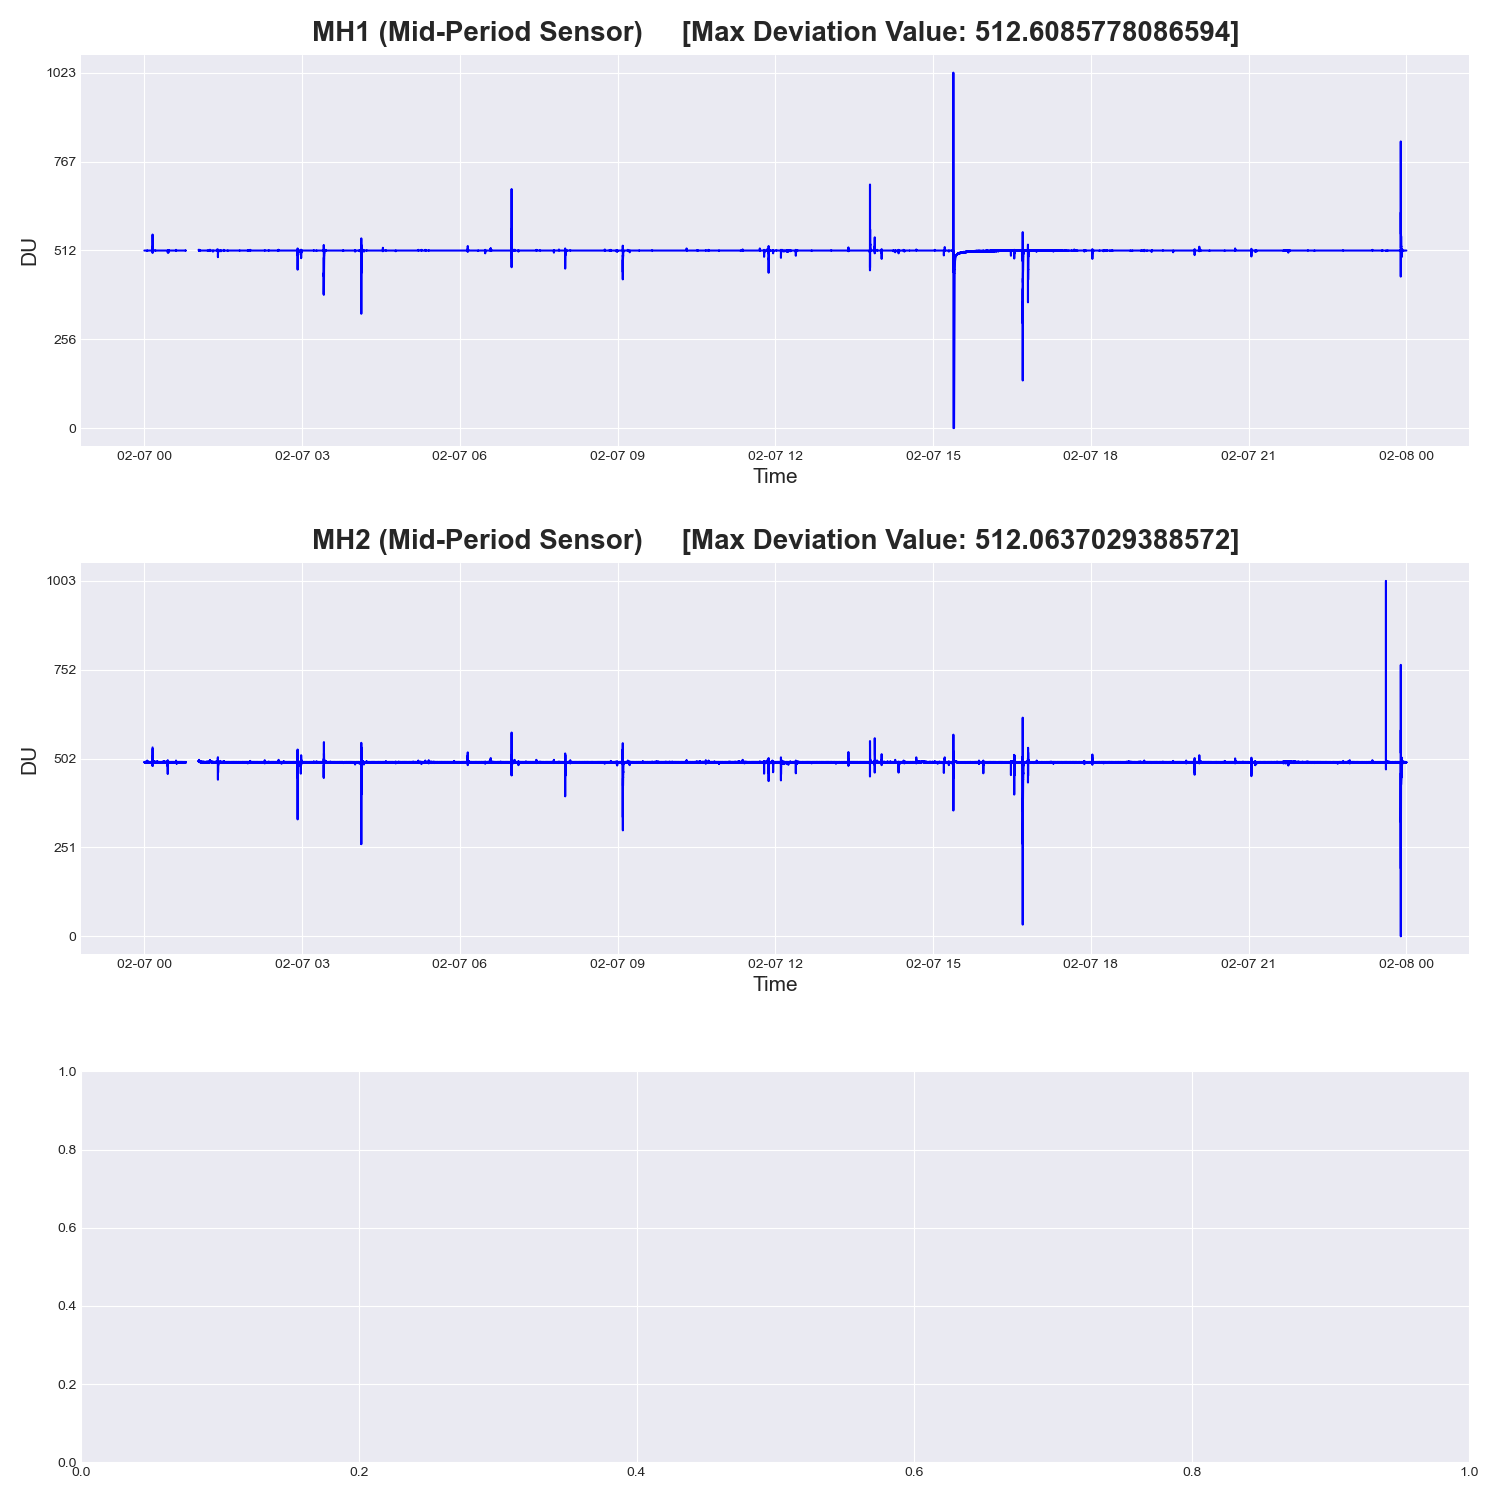 MH1 (Mid-Period Sensor) [Max Deviation Value: 512.6085778086594]
1023
767
512
256
0
DU
02-07 00 02-07 03 02-07 06 02-07 09 02-07 12 02-07 15 02-07 18 02-07 21 02-08 00
Time
MH2 (Mid-Period Sensor) [Max Deviation Value: 512.0637029388572]
1003
752
502
251
0
DU
02-07 00 02-07 03 02-07 06 02-07 09 02-07 12 02-07 15 02-07 18 02-07 21 02-08 00
Time
1.0
0.8
0.6
0.4
0.2
0.0
0.0 0.2 0.4 0.6 0.8 1.0